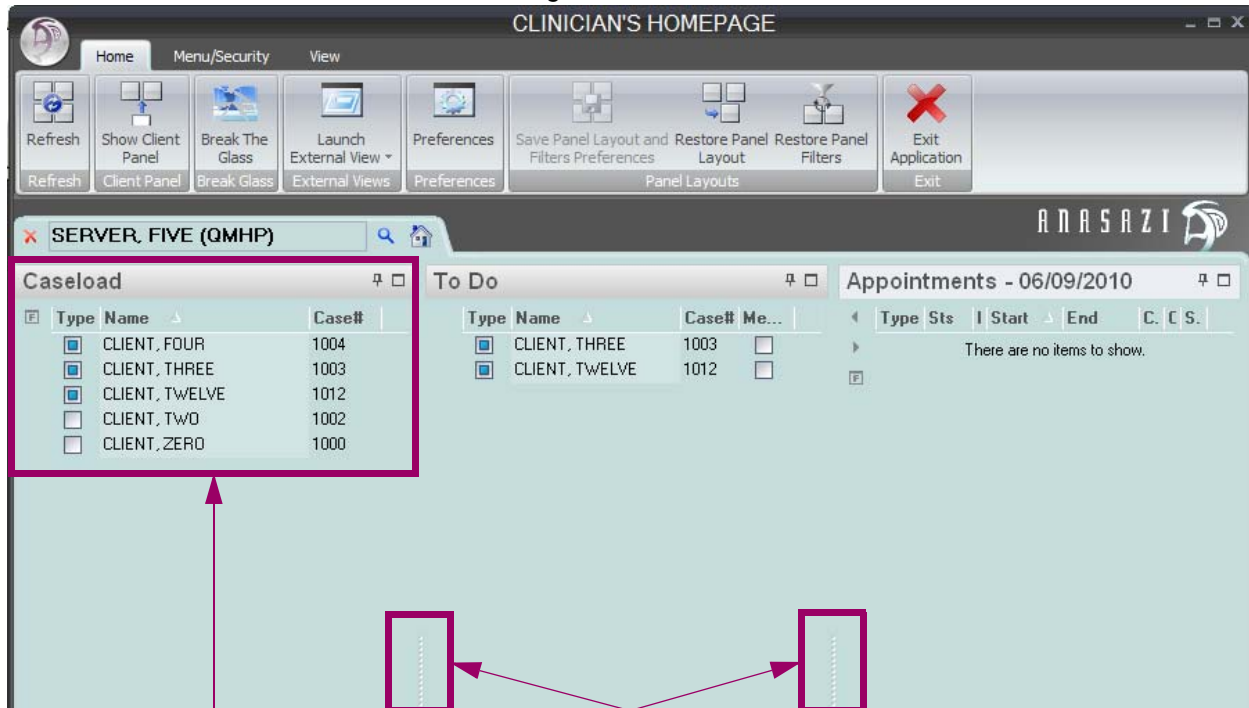 CLINICIAN'S HOMEPAGE
Home Menu/Security View
Refresh Show Client Panel Break The Glass Launch External View Preferences Save Panel Layout and Filters Preferences Restore Panel Layout Restore Panel Filters Exit Application
Refresh Client Panel Break Glass External Views Preferences Panel Layouts Exit
ANASAZI
SERVER, FIVE (QMHP)
Caseload
Type Name Case#
CLIENT, FOUR 1004
CLIENT, THREE 1003
CLIENT, TWELVE 1012
CLIENT, TWO 1002
CLIENT, ZERO 1000
To Do
Type Name Case# Me...
CLIENT, THREE 1003
CLIENT, TWELVE 1012
Appointments - 06/09/2010
Type Sts I Start End C. S.
There are no items to show.